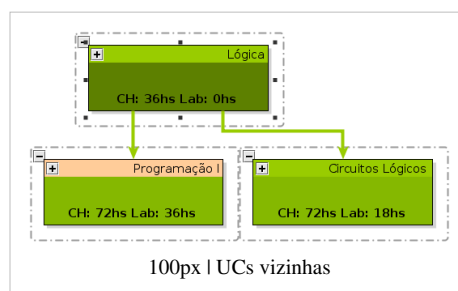 Lógica
CH: 36hs Lab: 0hs
Programação I
CH: 72hs Lab: 36hs
Circuitos Lógicos
CH: 72hs Lab: 18hs
100px | UCs vizinhas